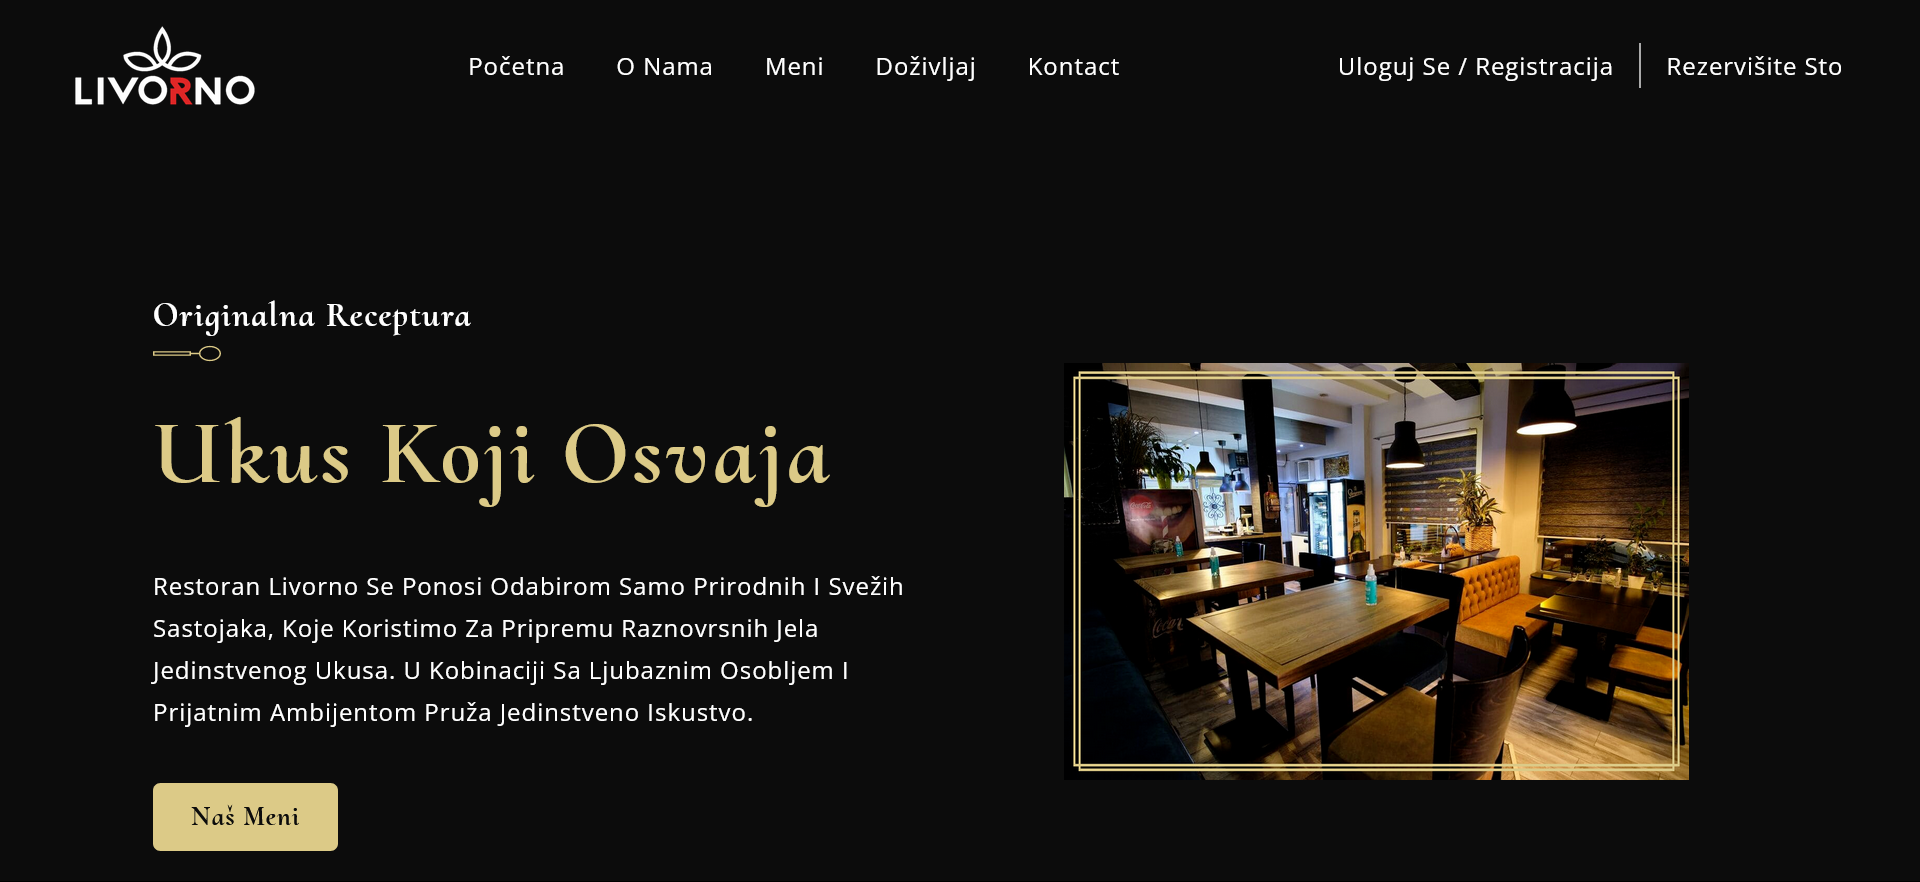 LIVORNO
Početna
O Nama
Meni
Doživljaj
Kontact
Uloguj Se / Registracija
Rezervišite Sto
Originalna Receptura
Ukus Koji Osvaja
Restoran Livorno Se Ponosi Odabirom Samo Prirodnih I Svežih
Sastojaka, Koje Koristimo Za Pripremu Raznovrsnih Jela
Jedinstvenog Ukusa. U Kobinaciji Sa Ljubaznim Osobljem I
Prijatnim Ambijentom Pruža Jedinstveno Iskustvo.
Naš Meni